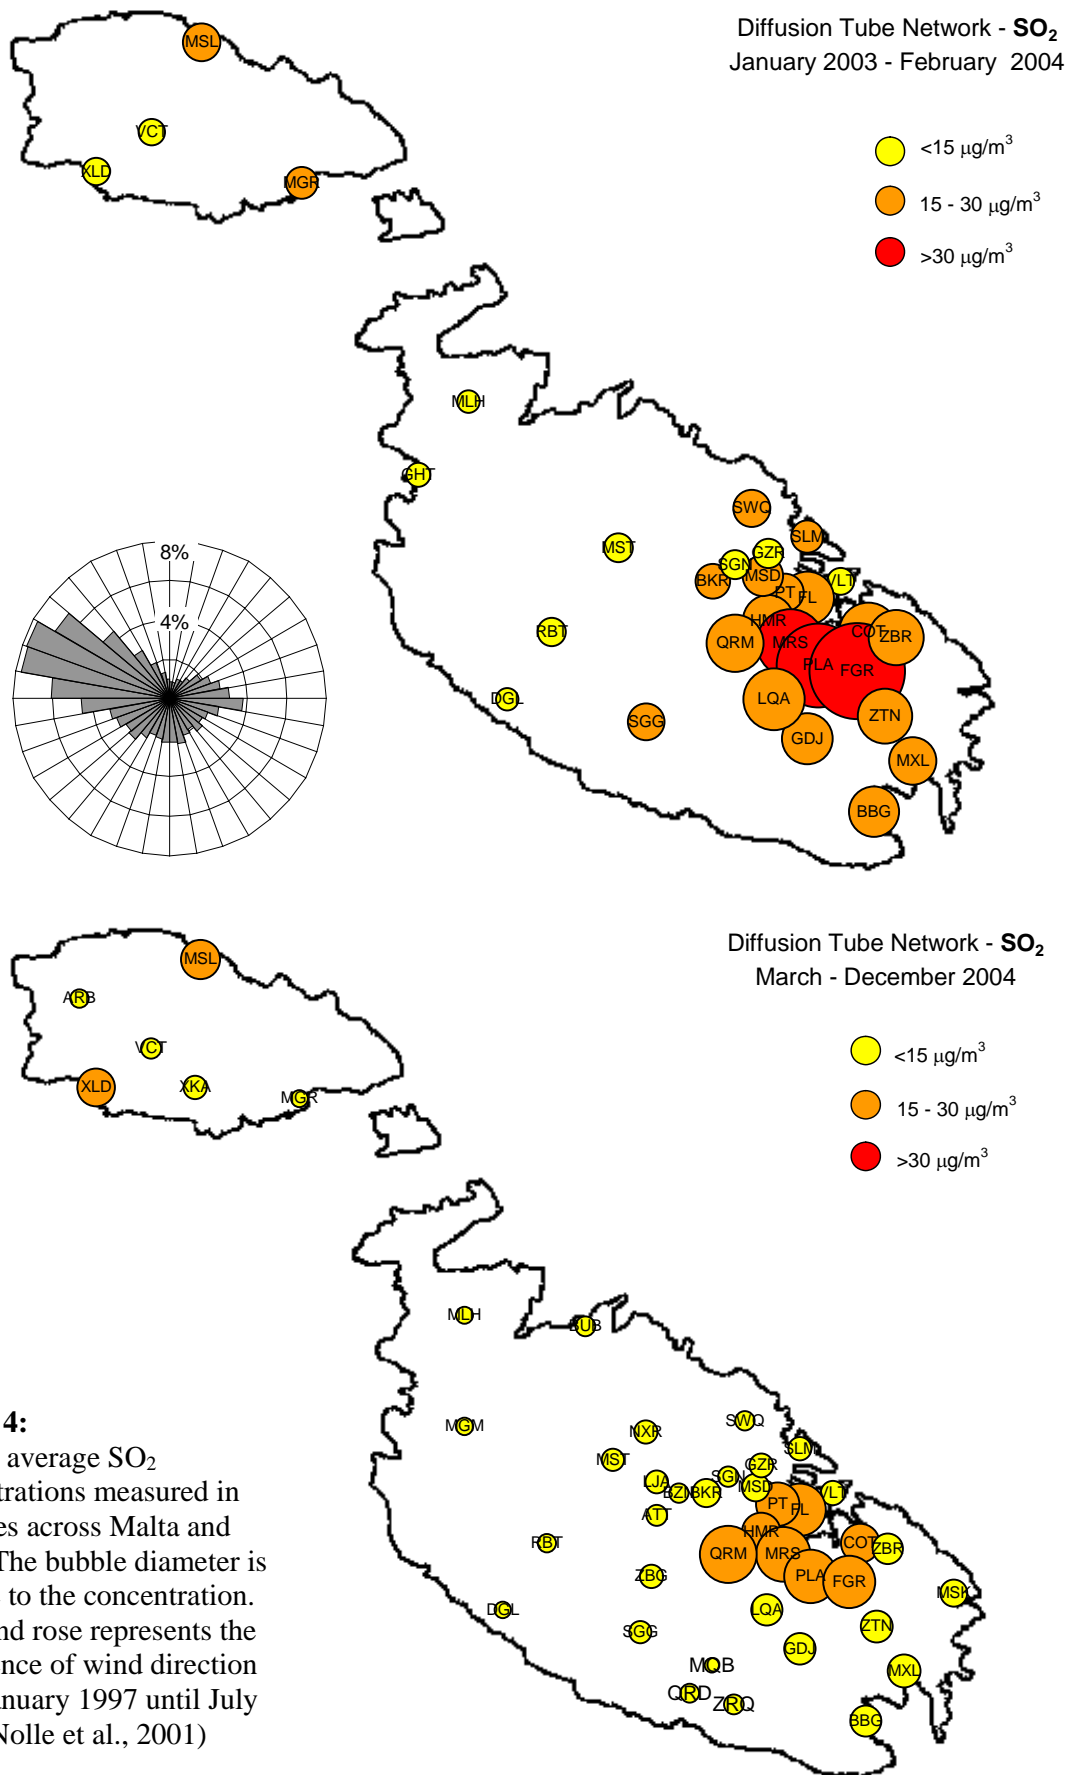 Diffusion Tube Network - SO2
January 2003 - February 2004
<15 μg/m3
15 - 30 μg/m3
>30 μg/m3
MSL
VCT
XLD
MGR
MLH
GHT
MST
RBT
DGL
SGG
SWQ
SLM
GZR
SGN
MSD
BKR
VLT
PT
FL
HMR
COT
ZBR
QRM
MRS
PLA
FGR
LQA
ZTN
GDJ
MXL
BBG
8%
4%
Diffusion Tube Network - SO2
March - December 2004
<15 μg/m3
15 - 30 μg/m3
>30 μg/m3
MSL
ARB
VCT
XLD
XKA
MGR
MLH
BUB
MGM
NXR
SWQ
MST
SLM
GZR
LJA
SGN
BZN
BKR
MSD
VLT
ATT
PT
FL
HMR
RBT
COT
ZBR
QRM
MRS
ZBG
PLA
FGR
MSK
DGL
LQA
SGG
ZTN
GDJ
MQB
MXL
QRD
ZRQ
BBG
4:
average SO2
trations measured in
es across Malta and
The bubble diameter is
e to the concentration.
nd rose represents the
ence of wind direction
anuary 1997 until July
Nolle et al., 2001)